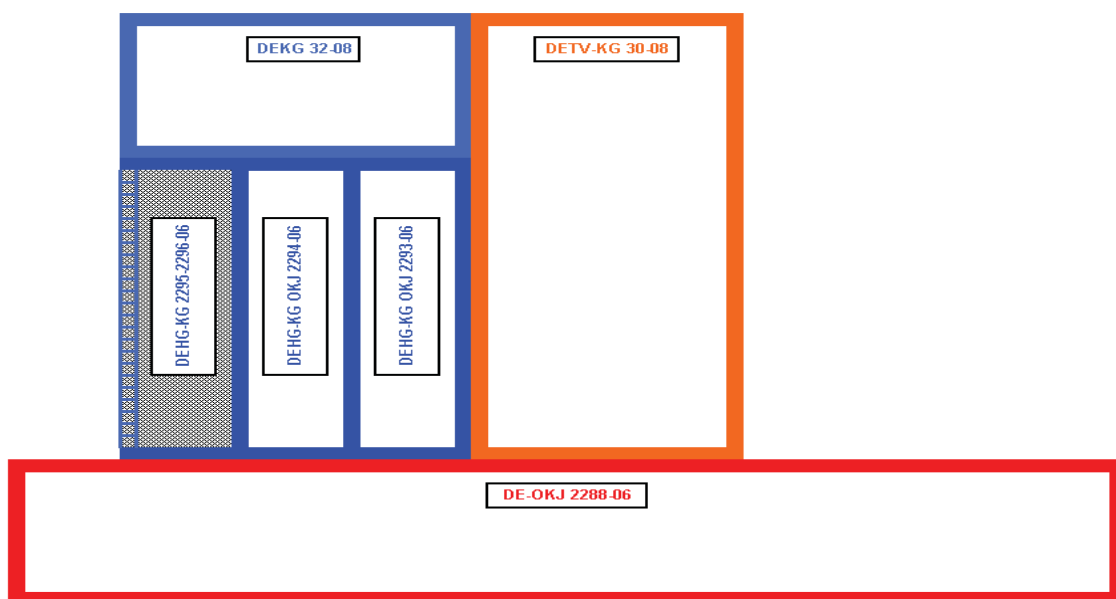 DEKG 32-08
DETV-KG 30-08
DEHG-KG 2295-2296-06
DEHG-KG OKJ 2294-06
DEHG-KG OKJ 2293-06
DE-OKJ 2288-06